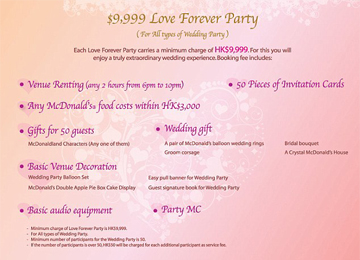 $9,999 Love Forever Party
( For All types of Wedding Party )
Each Love Forever Party carries a minimum charge of HK$9,999. For this you will
enjoy a truly extraordinary wedding experience.Booking fee includes:
Venue Renting (any 2 hours from 6pm to 10pm)
50 Pieces of Invitation Cards
Any McDonald's® food costs within HK$3,000
Gifts for 50 guests
McDonaldland Characters (Any one of them)
Wedding gift
A pair of McDonald's balloon wedding rings
Bridal bouquet
Groom corsage
A Crystal McDonald's House
Basic Venue Decoration
Wedding Party Balloon Set
Easy pull banner for Wedding Party
McDonald's Double Apple Pie Box Cake Display
Guest signature book for Wedding Party
Basic audio equipment
Party MC
- Minimum charge of Love Forever Party is HK$9,999.
- For All types of Wedding Party.
- Minimum number of participants for the Wedding Party is 50.
- If the number of participants is over 50, HK$50 will be charged for each additional participant as service fee.